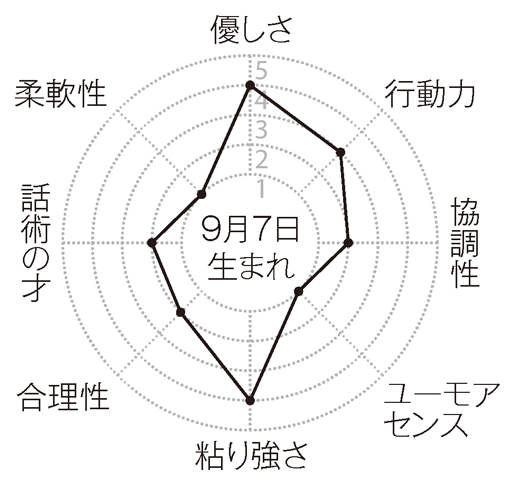 優しさ
行動力
協調性
ユーモア
センス
粘り強さ
合理性
話術の才
柔軟性
5
4
3
2
1
9月7日
生まれ